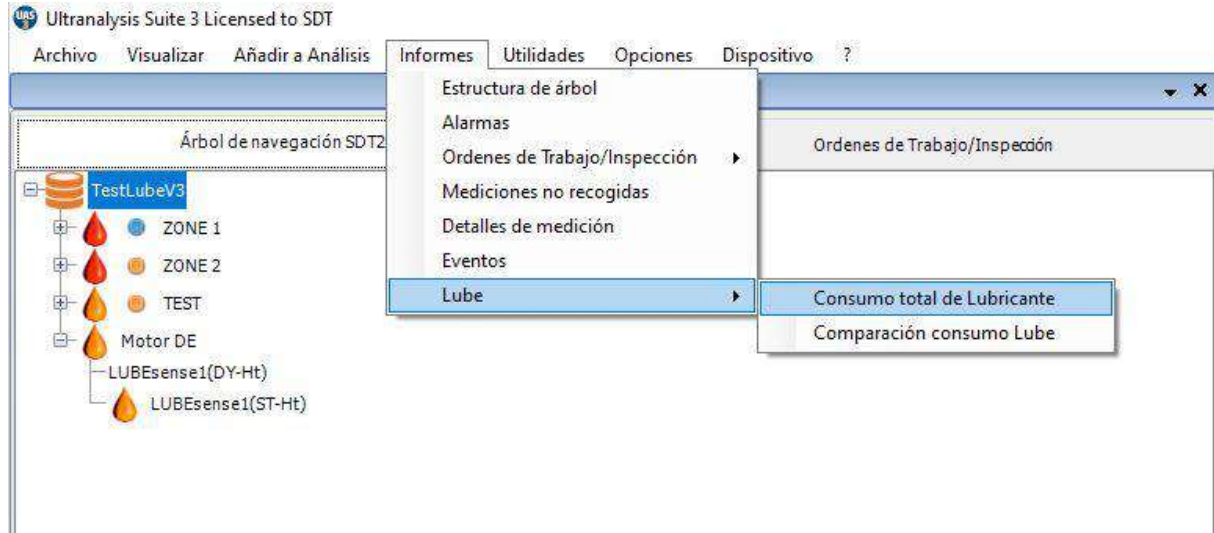 UAS
3
Ultranalysis Suite 3 Licensed to SDT
Archivo Visualizar Añadir a Análisis Informes Utilidades Opciones Dispositivo ?
Estructura de árbol
Alarmas
Árbol de navegación SDT2
Ordenes de Trabajo/Inspección
Ordenes de Trabajo/Inspección
Mediciones no recogidas
Detalles de medición
Eventos
Lube
Consumo total de Lubricante
Comparación consumo Lube
TestLubeV3
ZONE 1
ZONE 2
TEST
Motor DE
LUBEsense1(DY-Ht)
LUBEsense1(ST-Ht)